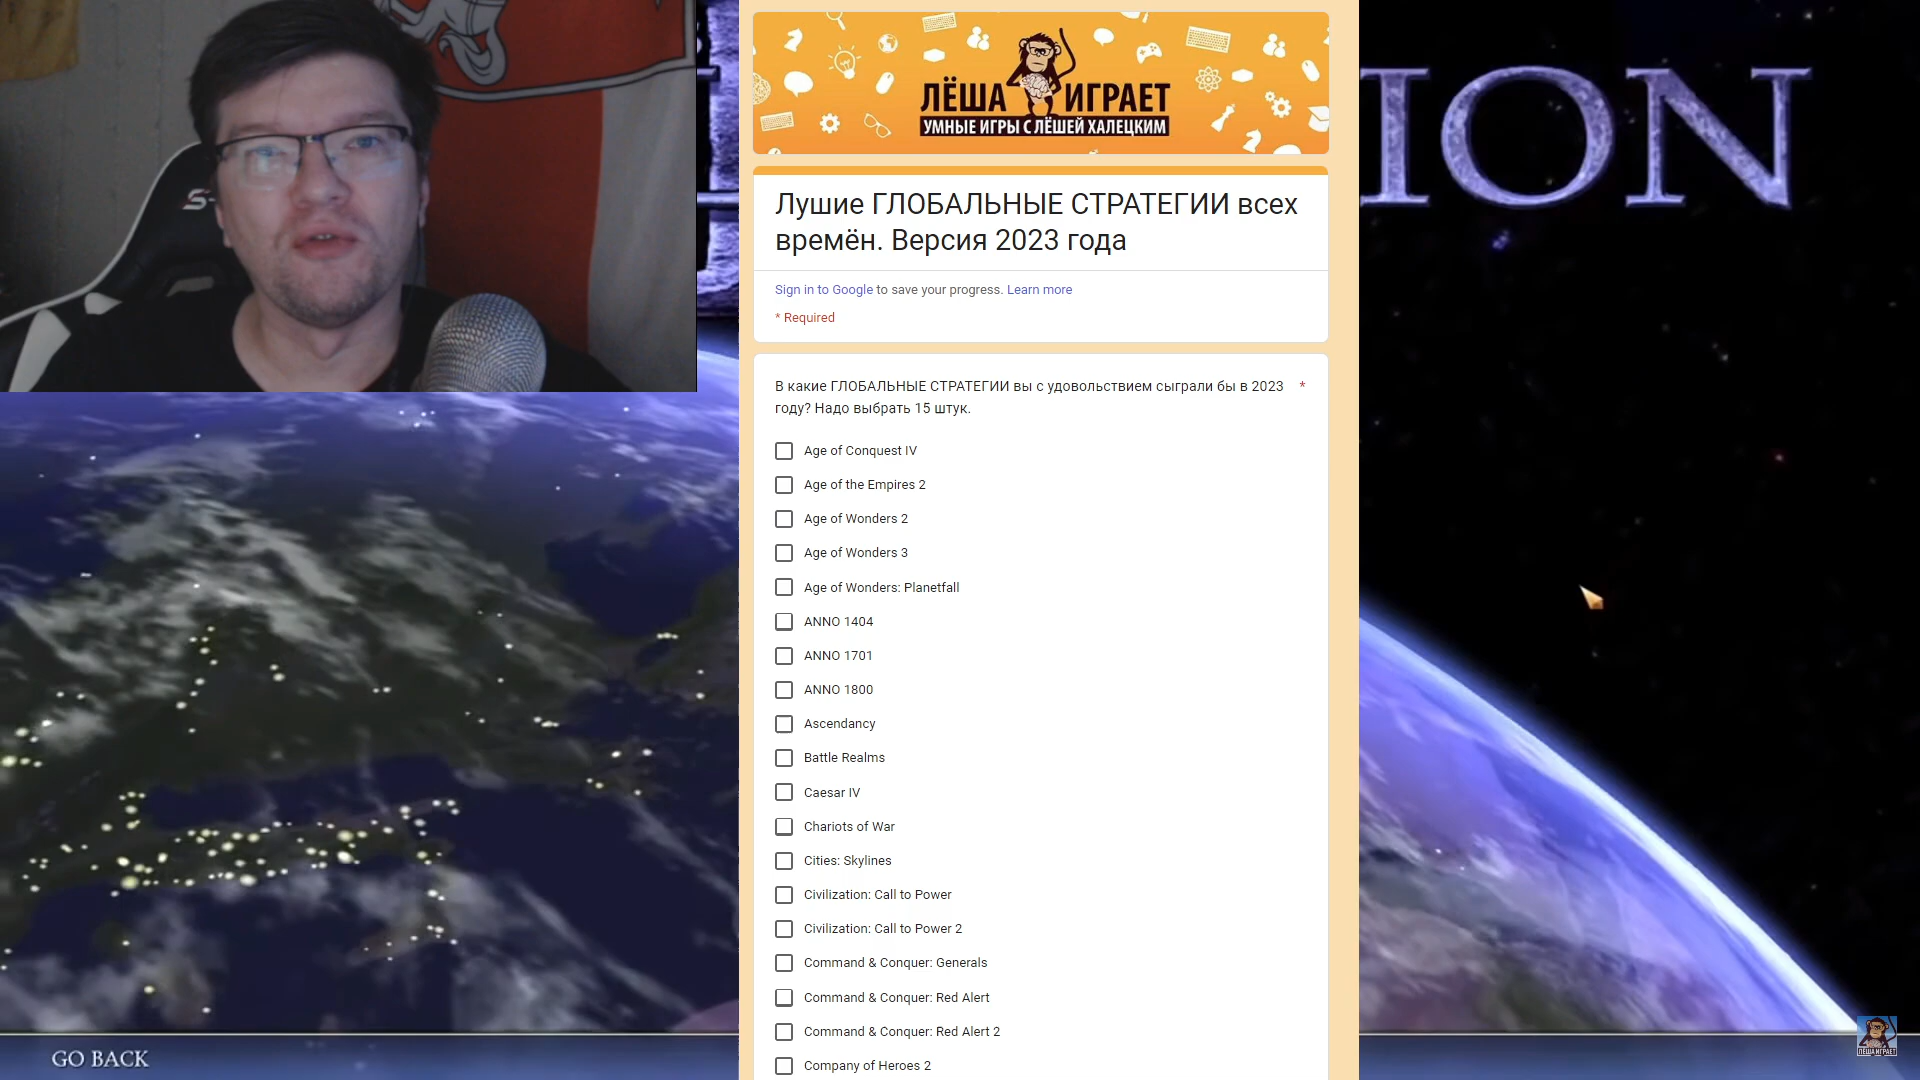 S-
ЛЁША ИГРАЕТ
УМНЫЕ ИГРЫ С ЛЁШЕЙ ХАЛЕЦКИМ
ION
Лушие ГЛОБАЛЬНЫЕ СТРАТЕГИИ всех
времён. Версия 2023 года
Sign in to Google to save your progress. Learn more
* Required
В какие ГЛОБАЛЬНЫЕ СТРАТЕГИИ вы с удовольствием сыграли бы в 2023 *
году? Надо выбрать 15 штук.
Age of Conquest IV
Age of the Empires 2
Age of Wonders 2
Age of Wonders 3
Age of Wonders: Planetfall
ANNO 1404
ANNO 1701
ANNO 1800
Ascendancy
Battle Realms
Caesar IV
Chariots of War
Cities: Skylines
Civilization: Call to Power
Civilization: Call to Power 2
Command & Conquer: Generals
Command & Conquer: Red Alert
Command & Conquer: Red Alert 2
Company of Heroes 2
GO BACK
ЛЁША ИГРАЕТ